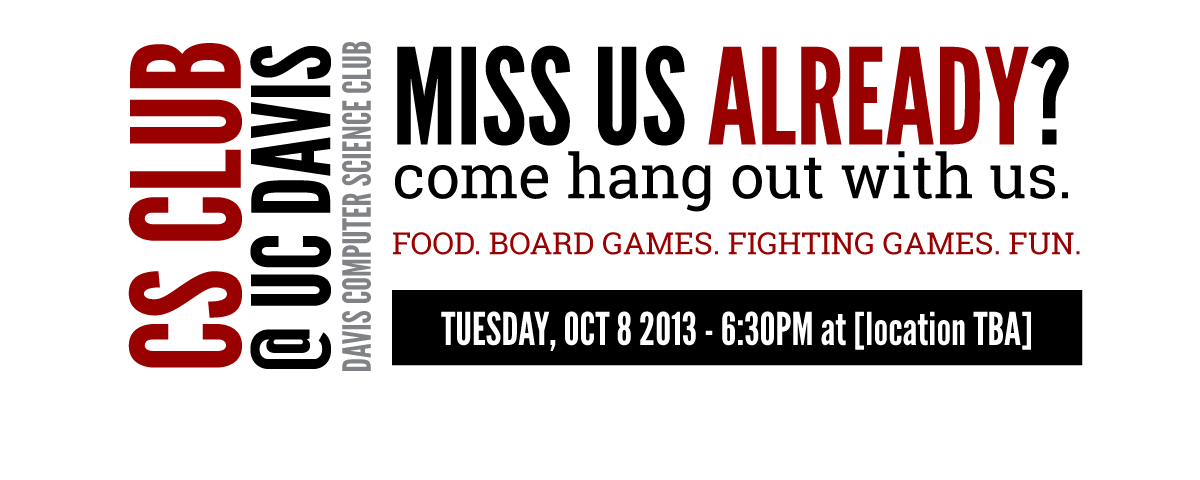 CS CLUB
@ UC DAVIS
DAVIS COMPUTER SCIENCE CLUB
MISS US ALREADY?
come hang out with us.
FOOD. BOARD GAMES. FIGHTING GAMES. FUN.
TUESDAY, OCT 8 2013 - 6:30PM at [location TBA]